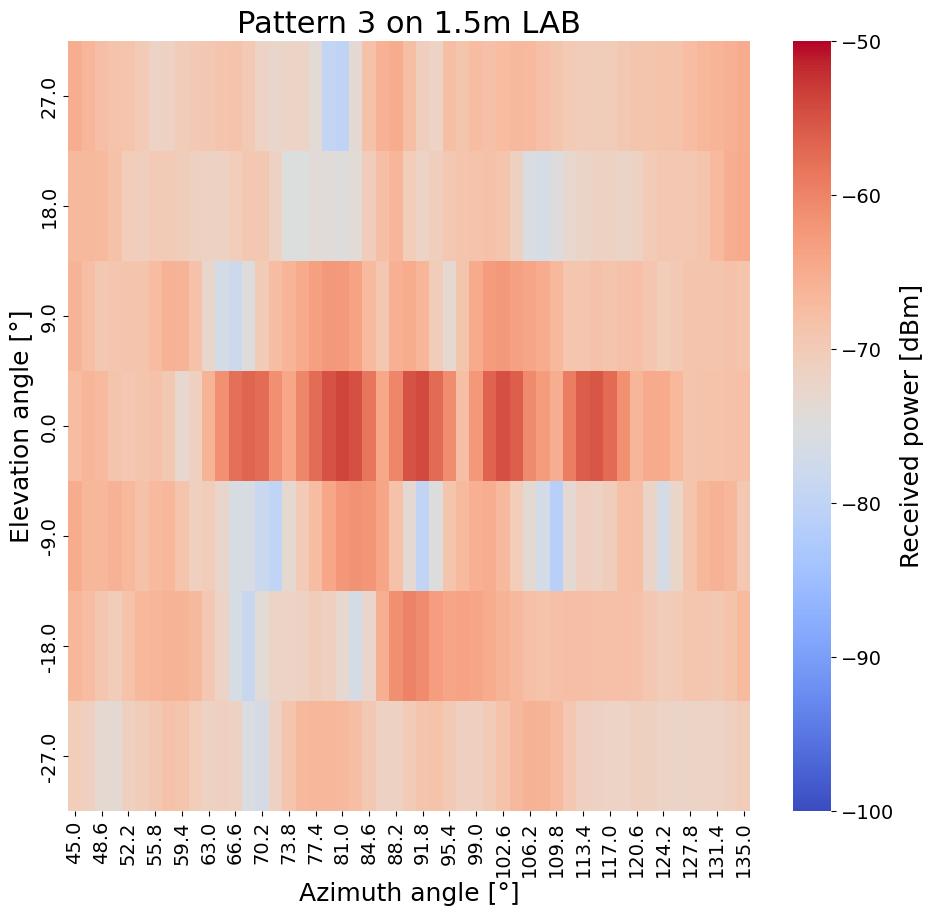 Pattern 3 on 1.5m LAB
Elevation angle [°]
27.0
18.0
9.0
0.0
-9.0
-18.0
-27.0
45.0 48.6 52.2 55.8 59.4 63.0 66.6 70.2 73.8 77.4 81.0 84.6 88.2 91.8 95.4 99.0 102.6 106.2 109.8 113.4 117.0 120.6 124.2 127.8 131.4 135.0
Azimuth angle [°]
−50
−60
−70
−80
−90
−100
Received power [dBm]